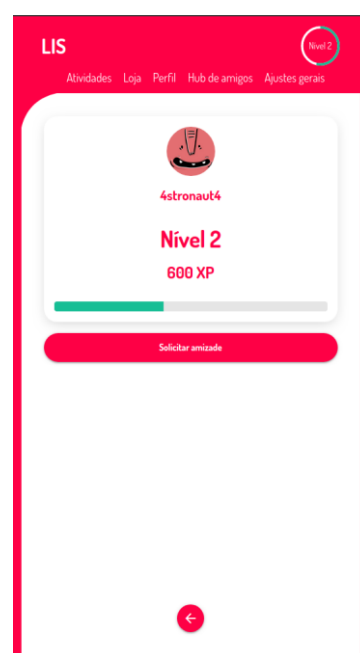 LIS
Nível 2
Atividades Loja Perfil Hub de amigos Ajustes gerais
4stronaut4
Nível 2
600 XP
Solicitar amizade